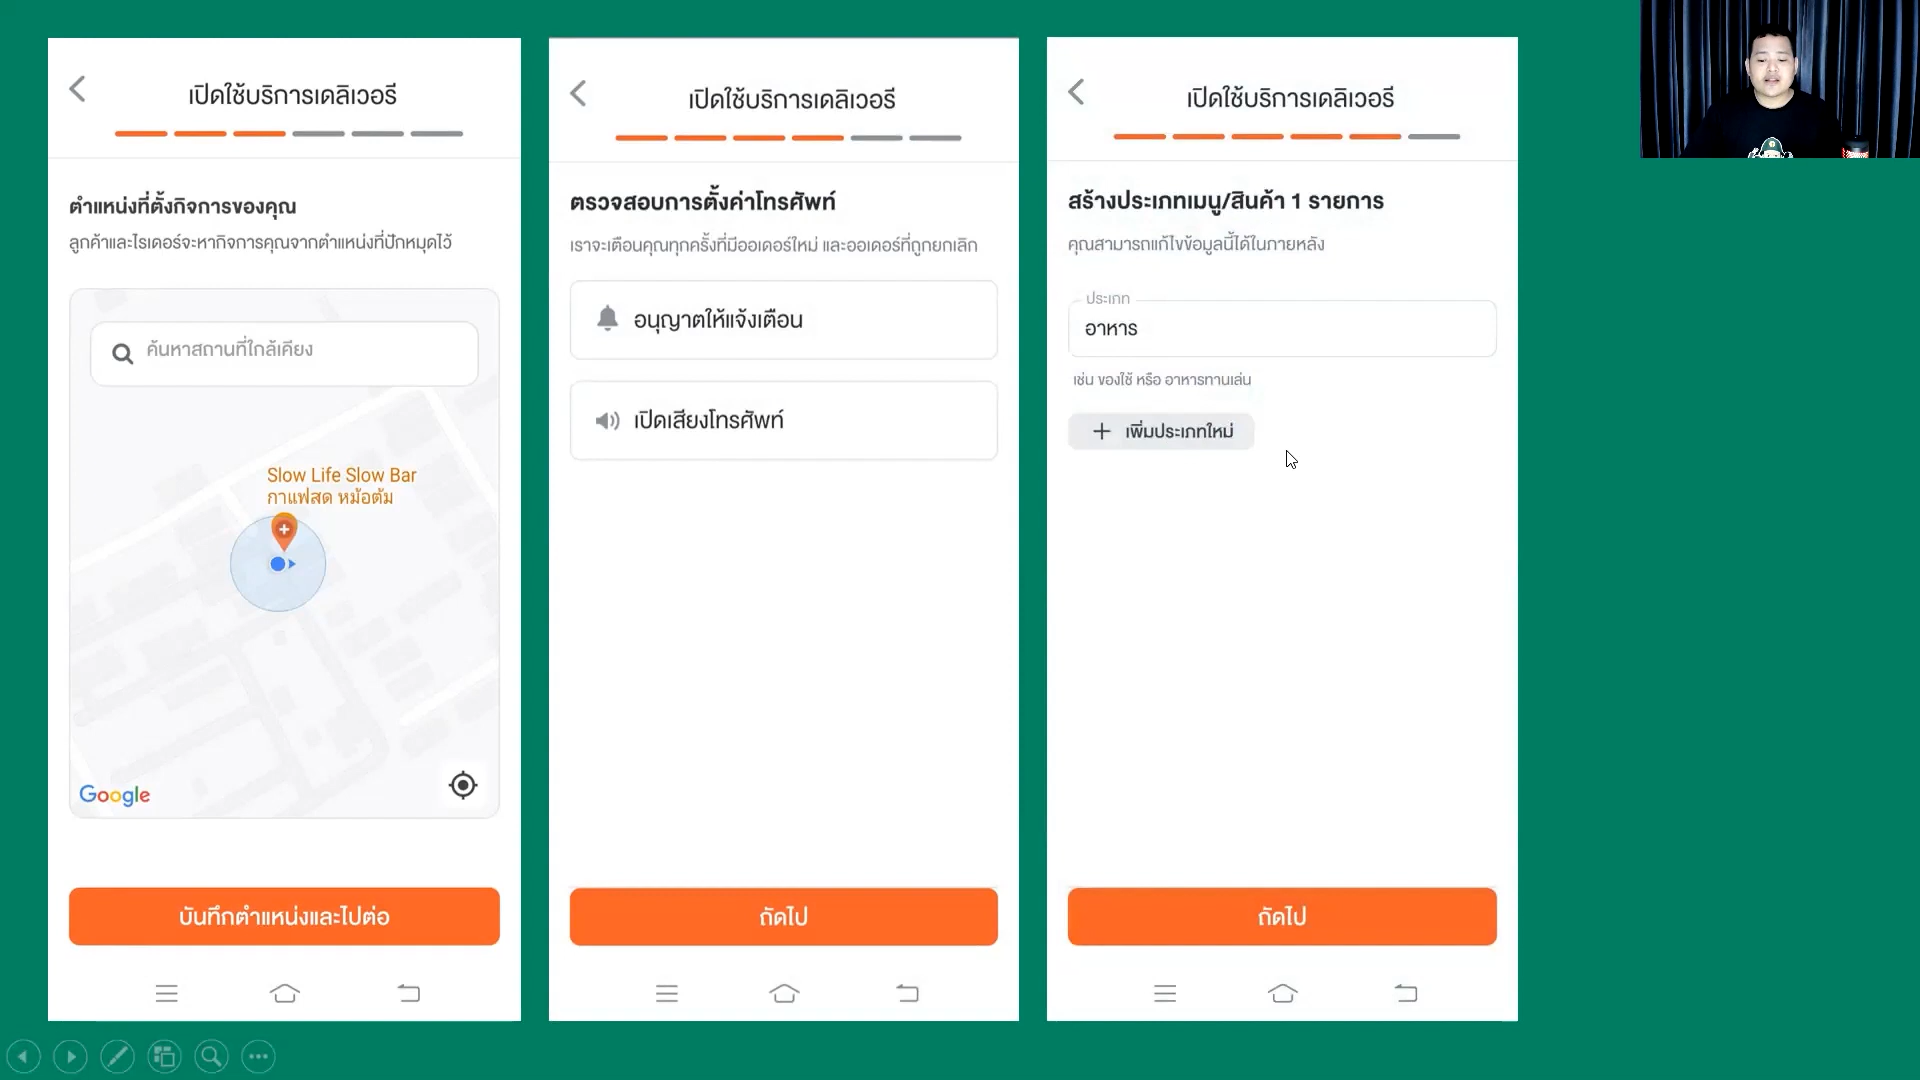 เปิดใช้บริการเดลิเวอรี
ตำแหน่งที่ตั้งกิจการของคุณ
ลูกค้าและไรเดอร์จะหากิจการคุณจากตำแหน่งที่ปักหมุดไว้
ค้นหาสถานที่ใกล้เคียง
Slow Life Slow Bar
กาแฟสด หม้อต้ม
Google
บันทึกตำแหน่งและไปต่อ
เปิดใช้บริการเดลิเวอรี
ตรวจสอบการตั้งค่าโทรศัพท์
เราจะเตือนคุณทุกครั้งที่มีออเดอร์ใหม่ และออเดอร์ที่ถูกยกเลิก
อนุญาตให้แจ้งเตือน
เปิดเสียงโทรศัพท์
ถัดไป
เปิดใช้บริการเดลิเวอรี
สร้างประเภทเมนู/สินค้า 1 รายการ
คุณสามารถแก้ไขข้อมูลนี้ได้ในภายหลัง
ประเภท
อาหาร
เช่น ของใช้ หรือ อาหารทานเล่น
+ เพิ่มประเภทใหม่
ถัดไป